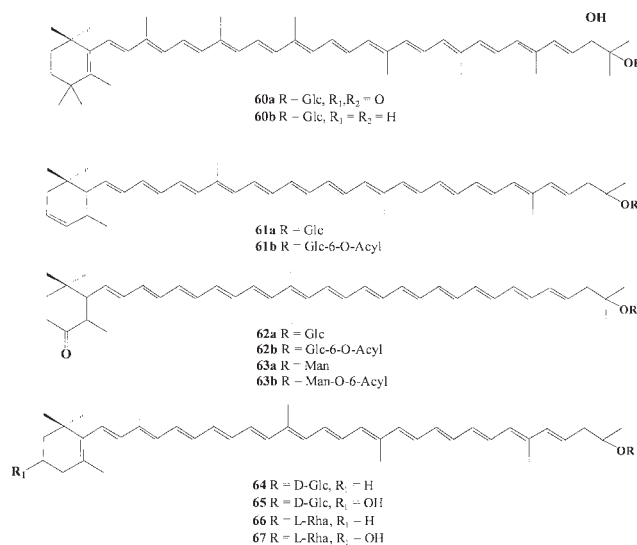 OH
OR
60a R – Glc, R1,R2 = O
60b R – Glc, R1 = R2 = H
OR
61a R – Glc
61b R = Glc-6-O-Acyl
O
OR
62a R = Glc
62b R = Glc-6-O-Acyl
63a R = Man
63b R – Man-O-6-Acyl
R1
OR
64 R = D-Glc, R1 = H
65 R = D-Glc, R1 – OH
66 R = L-Rha, R1 – H
67 R = L-Rha, R1 – OH